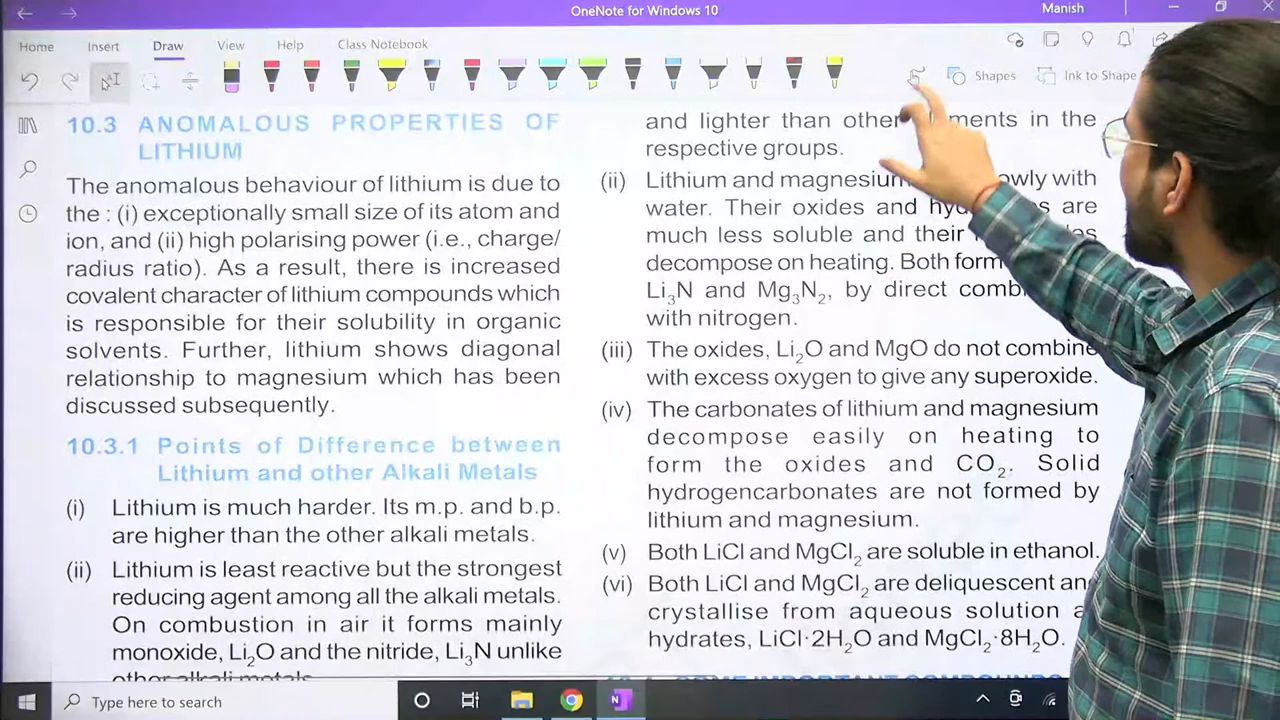 OneNote for Windows 10
Manish
Home Insert Draw View Help Class Notebook
Shapes Ink to Shape
10.3 ANOMALOUS PROPERTIES OF
LITHIUM
The anomalous behaviour of lithium is due to
the : (i) exceptionally small size of its atom and
ion, and (ii) high polarising power (i.e., charge/
radius ratio). As a result, there is increased
covalent character of lithium compounds which
is responsible for their solubility in organic
solvents. Further, lithium shows diagonal
relationship to magnesium which has been
discussed subsequently.
10.3.1 Points of Difference between
Lithium and other Alkali Metals
(i) Lithium is much harder. Its m.p. and b.p.
are higher than the other alkali metals.
(ii) Lithium is least reactive but the strongest
reducing agent among all the alkali metals.
On combustion in air it forms mainly
monoxide, Li₂O and the nitride, Li₃N unlike
other alkali metals
and lighter than other in the
respective groups.
(ii) Lithium and magnesium with
water. Their oxides and are
much less soluble and their
decompose on heating. Both form
Li₃N and Mg₃N₂, by direct
with nitrogen.
(iii) The oxides, Li₂O and MgO do not combine
with excess oxygen to give any superoxide.
(iv) The carbonates of lithium and magnesium
decompose easily on heating to
form the oxides and CO₂. Solid
hydrogencarbonates are not formed by
lithium and magnesium.
(v) Both LiCl and MgCl₂ are soluble in ethanol.
(vi) Both LiCl and MgCl₂ are deliquescent
crystallise from aqueous solution
hydrates, LiCl·2H₂O and MgCl₂·8H₂O.
Type here to search